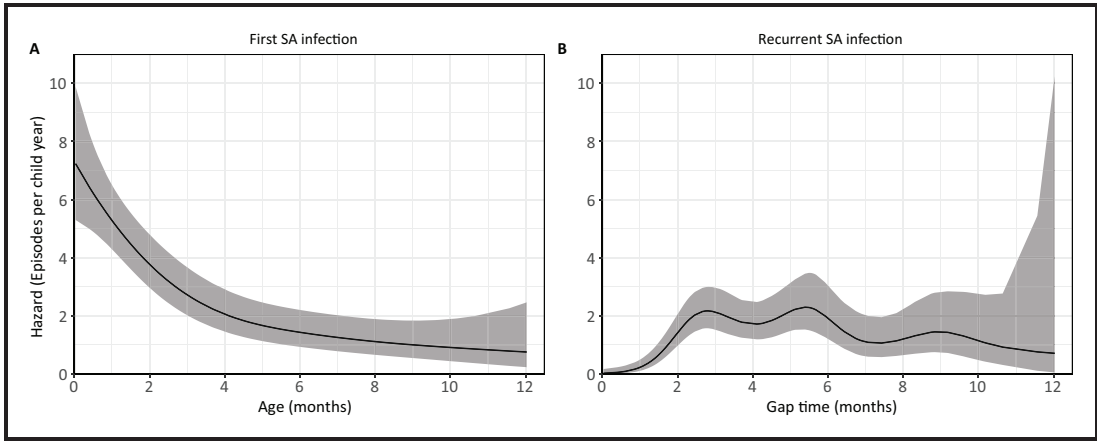 A
First SA infection
Hazard (Episodes per child year)
10
8
6
4
2
0
0 2 4 6 8 10 12
Age (months)
B
Recurrent SA infection
10
8
6
4
2
0
0 2 4 6 8 10 12
Gap time (months)